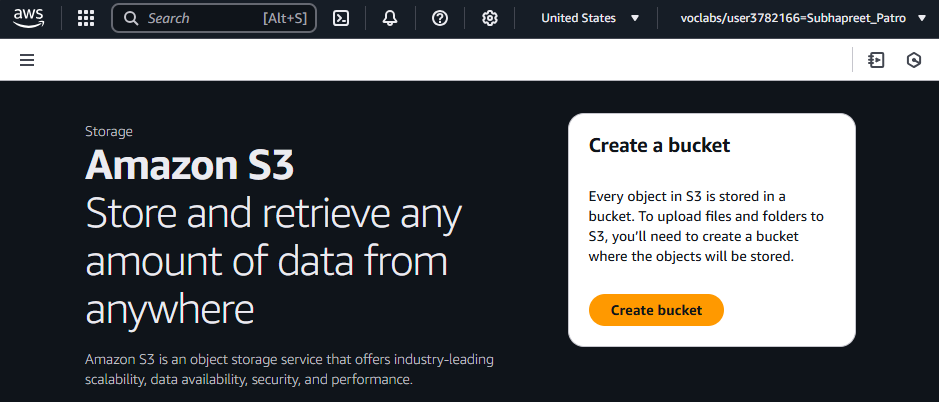 aws
Search [Alt+S]
United States
voclabs/user3782166=Subhapreet_Patro
Storage
Amazon S3
Store and retrieve any
amount of data from
anywhere
Amazon S3 is an object storage service that offers industry-leading
scalability, data availability, security, and performance.
Create a bucket
Every object in S3 is stored in a
bucket. To upload files and folders to
S3, you’ll need to create a bucket
where the objects will be stored.
Create bucket